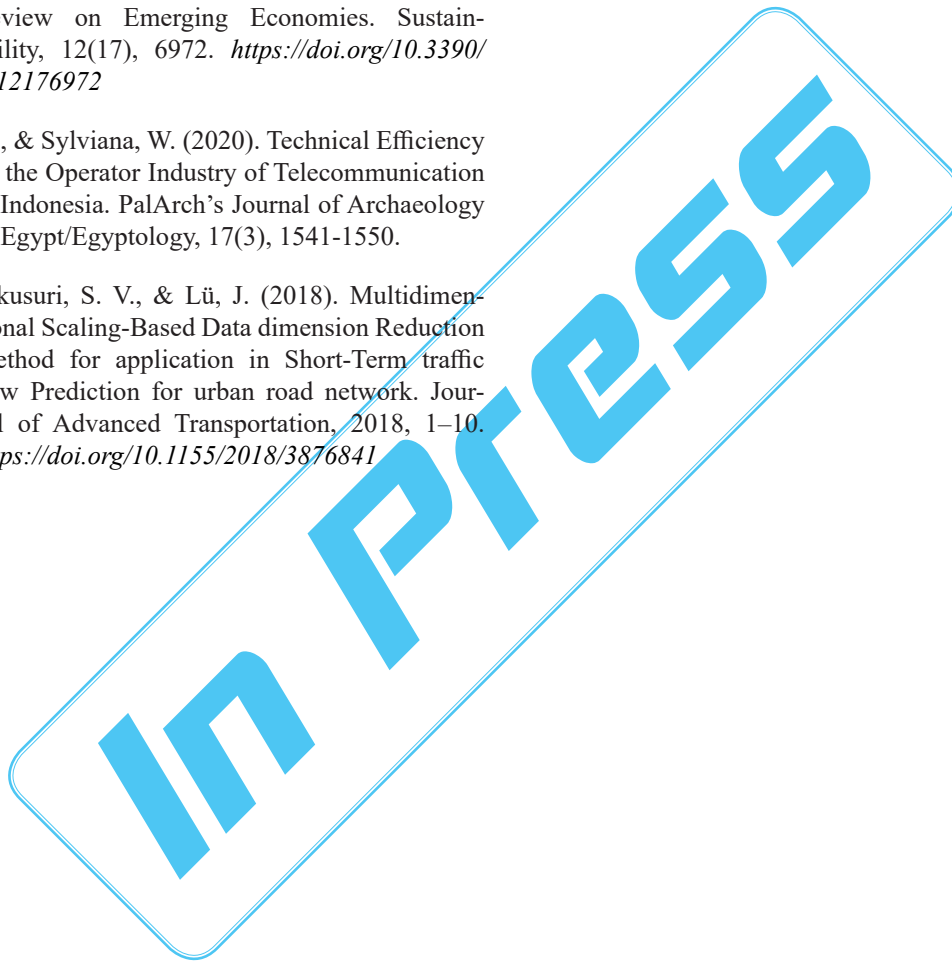 view on Emerging Economies. Sustain-
ility, 12(17), 6972. https://doi.org/10.3390/
12176972
., & Sylviana, W. (2020). Technical Efficiency
the Operator Industry of Telecommunication
Indonesia. PalArch's Journal of Archaeology
Egypt/Egyptology, 17(3), 1541-1550.
kusuri, S. V., & Lü, J. (2018). Multidimen-
onal Scaling-Based Data dimension Reduction
ethod for application in Short-Term traffic
w Prediction for urban road network. Jour-
l of Advanced Transportation, 2018, 1–10.
ps://doi.org/10.1155/2018/3876841
In Press